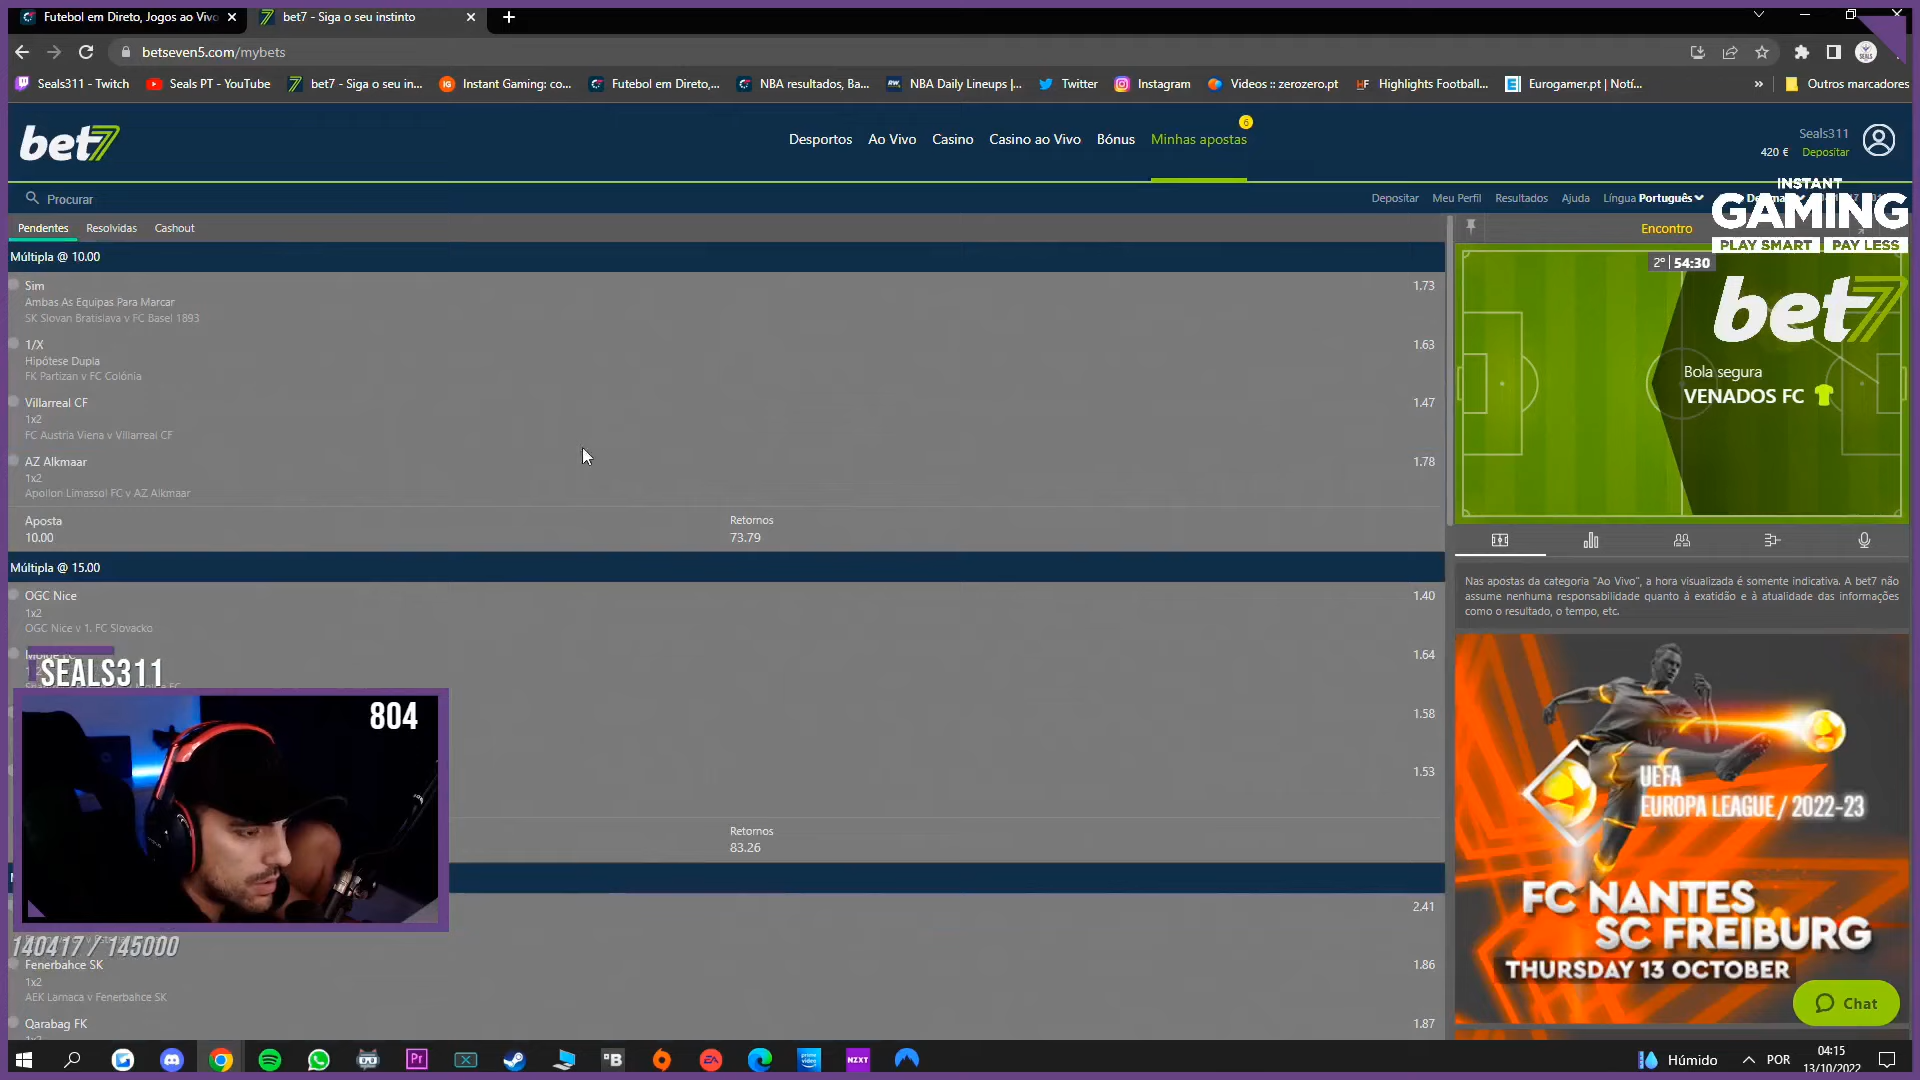 Futebol em Direto, Jogos ao Vivo
bet7 - Siga o seu instinto
betseven5.com/mybets
Seals311 - Twitch
Seals PT - YouTube
bet7 - Siga o seu in...
Instant Gaming: co...
Futebol em Direto,...
NBA resultados, Ba...
NBA Daily Lineups |...
Twitter
Instagram
Videos :: zerozero.pt
Highlights Football...
Eurogamer.pt | Notí...
Outros marcadores
bet7
Desportos
Ao Vivo
Casino
Casino ao Vivo
Bónus
Minhas apostas
6
Seals311
420 €
Depositar
Procurar
Depositar
Meu Perfil
Resultados
Ajuda
Língua Português
INSTANT
GAMING
PLAY SMART
PAY LESS
Pendentes
Resolvidas
Cashout
Encontro
Múltipla @ 10.00
2º | 54:30
bet7
Bola segura
VENADOS FC
Sim
1.73
Ambas As Equipas Para Marcar
SK Slovan Bratislava v FC Basel 1893
1/X
1.63
Hipótese Dupla
FK Partizan v FC Colónia
Villarreal CF
1.47
1x2
FC Austria Viena v Villarreal CF
AZ Alkmaar
1.78
1x2
Apollon Limassol FC v AZ Alkmaar
Aposta
10.00
Retornos
73.79
Múltipla @ 15.00
OGC Nice
1.40
1x2
OGC Nice v 1. FC Slovacko
Molde FC
1.64
SEALS311
804
1.58
1.53
Retornos
83.26
2.41
140417 / 145000
Fenerbahce SK
1.86
1x2
AEK Larnaca v Fenerbahce SK
Qarabag FK
1.87
Nas apostas da categoria "Ao Vivo", a hora visualizada é somente indicativa. A bet7 não
assume nenhuma responsabilidade quanto à exatidão e à atualidade das informações
como o resultado, o tempo, etc.
UEFA
EUROPA LEAGUE / 2022-23
FC NANTES
SC FREIBURG
THURSDAY 13 OCTOBER
Chat
Pr
NZXT
Húmido
POR
04:15
13/10/2022